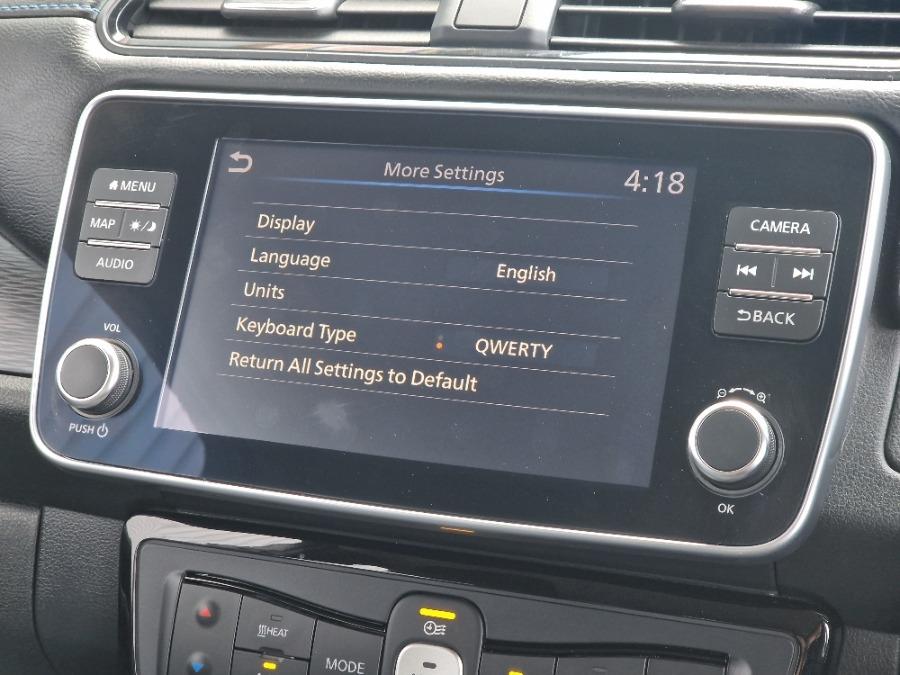 More Settings
4:18
MENU
MAP
AUDIO
Display
Language English
Units
Keyboard Type QWERTY
Return All Settings to Default
CAMERA
BACK
VOL
PUSH
OK
HEAT
MODE